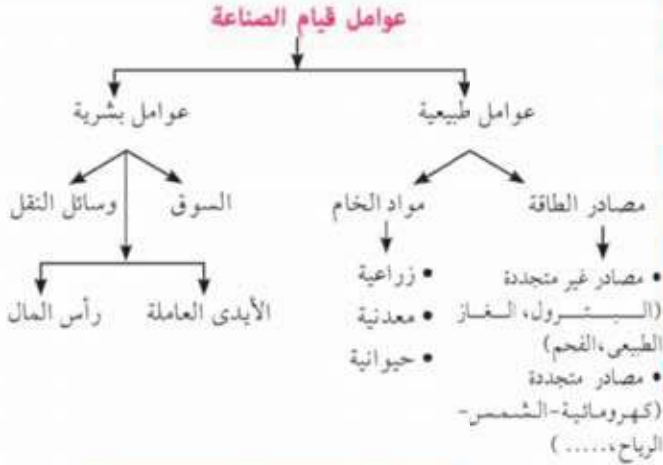 عوامل قيام الصناعة
عوامل طبيعية
عوامل بشرية
مصادر الطاقة
مواد الخام
السوق
وسائل النقل
• مصادر غير متجددة
(البترول، الغاز
الطبيعى،الفحم)
• مصادر متجددة
(كهرومائية-الشمس-
الرياح،..... )
• زراعية
• معدنية
• حيوانية
الأيدى العاملة
رأس المال